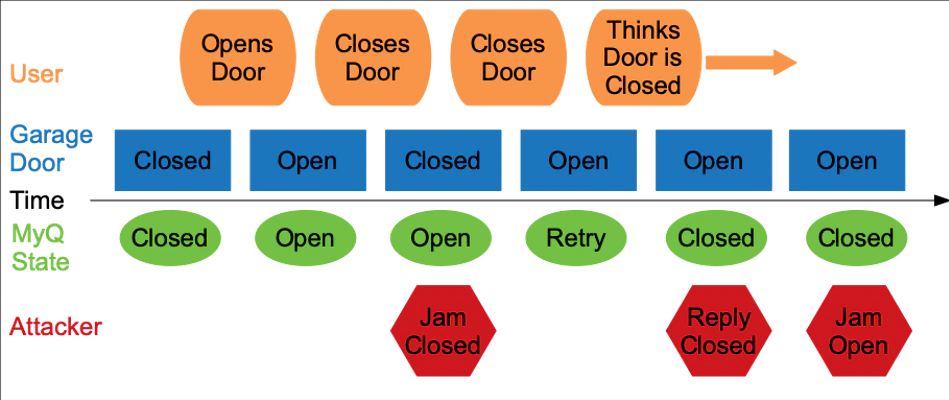 User
Opens
Door
Closes
Door
Closes
Door
Thinks
Door is
Closed
Garage
Door
Closed
Open
Closed
Open
Open
Open
Time
MyQ
State
Closed
Open
Open
Retry
Closed
Closed
Attacker
Jam
Closed
Reply
Closed
Jam
Open